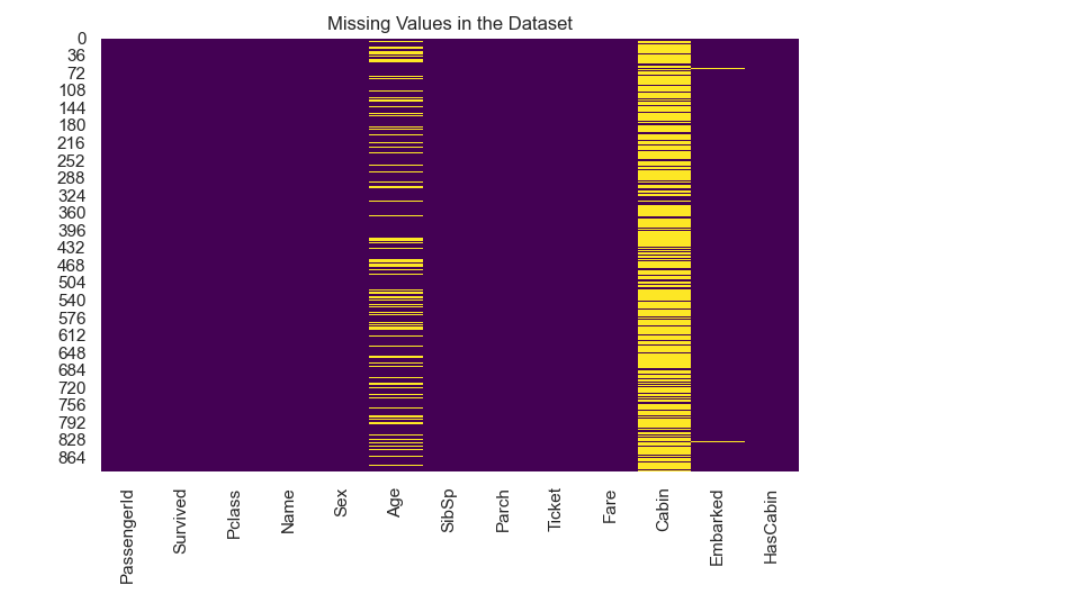 Missing Values in the Dataset
0
36
72
108
144
180
216
252
288
324
360
396
432
468
504
540
576
612
648
684
720
756
792
828
864
PassengerId
Survived
Pclass
Name
Sex
Age
SibSp
Parch
Ticket
Fare
Cabin
Embarked
HasCabin